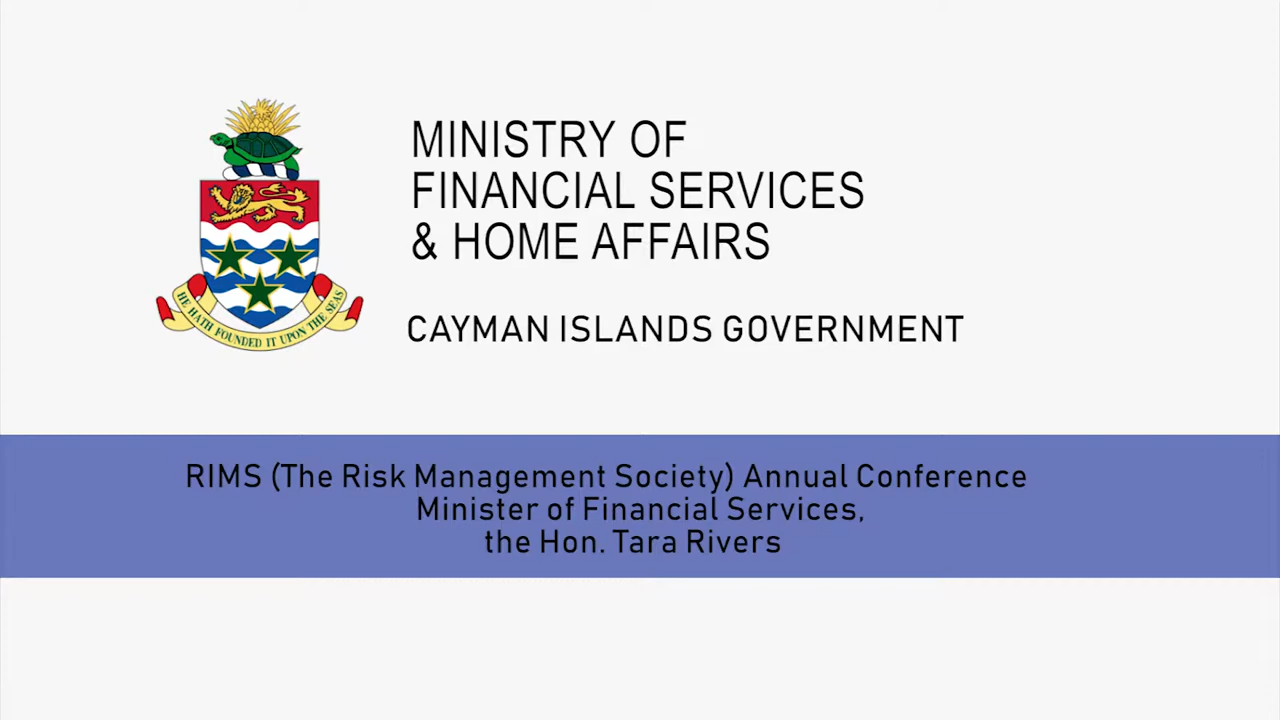 MINISTRY OF
FINANCIAL SERVICES
& HOME AFFAIRS
CAYMAN ISLANDS GOVERNMENT
HE HATH FOUNDED IT UPON THE SEAS
RIMS (The Risk Management Society) Annual Conference
Minister of Financial Services,
the Hon. Tara Rivers